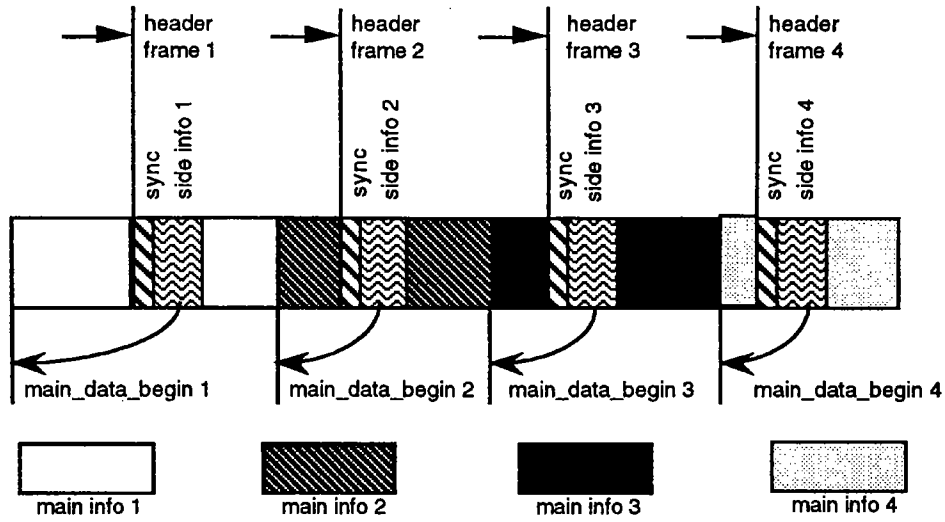 header
frame 1
header
frame 2
header
frame 3
header
frame 4
sync
side info 1
sync
side info 2
sync
side info 3
sync
side info 4
main_data_begin 1
main_data_begin 2
main_data_begin 3
main_data_begin 4
main info 1
main info 2
main info 3
main info 4